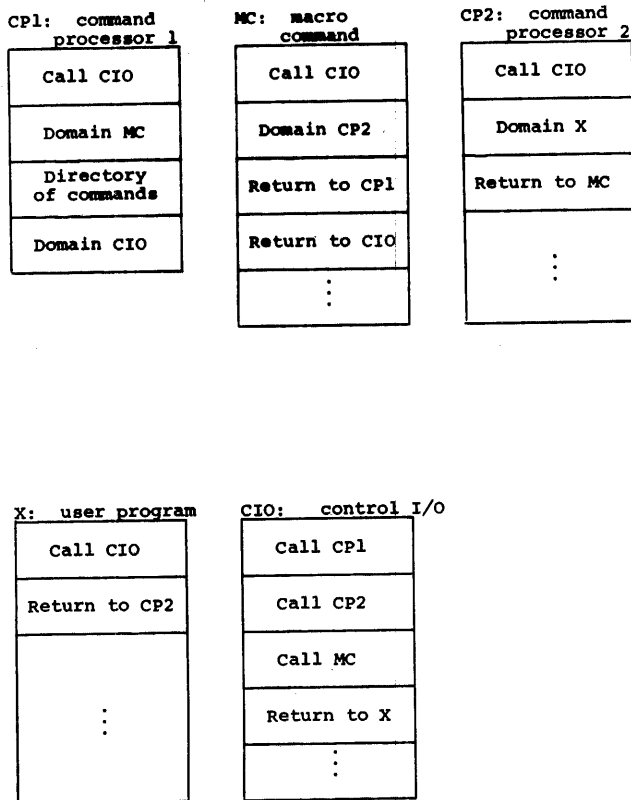 CP1: command
processor 1
Call CIO
Domain MC
Directory
of commands
Domain CIO
MC: macro
command
Call CIO
Domain CP2
Return to CP1
Return to CIO
CP2: command
processor 2
Call CIO
Domain X
Return to MC
X: user program
Call CIO
Return to CP2
CIO: control I/O
Call CP1
Call CP2
Call MC
Return to X